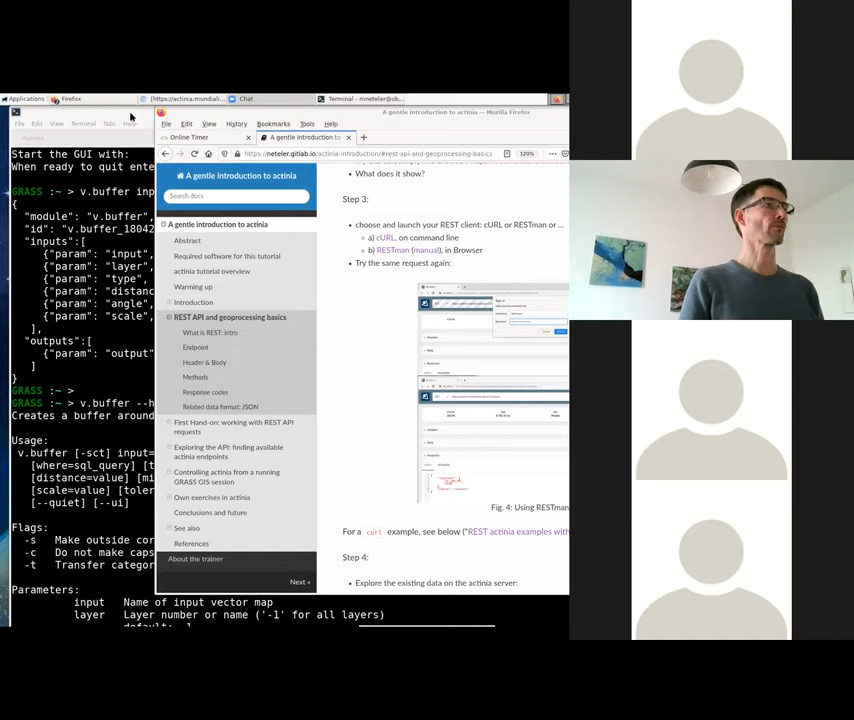 Applications
Firefox
[https://actinia.mundiali...
Chat
Terminal - mneteler@ob...
File Edit View Terminal Tabs Help
Start the GUI with:
When ready to quit ente
GRASS :~ > v.buffer inp
{
"module": "v.buffer",
"id": "v.buffer_18042
"inputs":[
{"param": "input",
{"param": "layer",
{"param": "type",
{"param": "distanc
{"param": "angle",
{"param": "scale",
],
"outputs":[
{"param": "output"
]
}
GRASS :~ >
GRASS :~ > v.buffer --h
Creates a buffer around
Usage:
v.buffer [-sct] input=
[where=sql_query] [t
[distance=value] [mi
[scale=value] [toler
[--quiet] [--ui]
Flags:
-s Make outside cor
-c Do not make caps
-t Transfer categor
Parameters:
input Name of input vector map
layer Layer number or name ('-1' for all layers)
A gentle introduction to actinia — Mozilla Firefox
File Edit View History Bookmarks Tools Help
Online Timer
A gentle introduction to
https://neteler.gitlab.io/actinia-introduction/#rest-api-and-geoprocessing-basics
120%
A gentle introduction to actinia
Search docs
A gentle introduction to actinia
Abstract
Required software for this tutorial
actinia tutorial overview
Warming up
Introduction
REST API and geoprocessing basics
What is REST: intro
Endpoint
Header & Body
Methods
Response codes
Related data format: JSON
First Hand-on: working with REST API
requests
Exploring the API: finding available
actinia endpoints
Controlling actinia from a running
GRASS GIS session
Own exercises in actinia
Conclusions and future
See also
References
About the trainer
Next »
• What does it show?
Step 3:
• choose and launch your REST client: cURL or RESTman or ...
a) cURL, on command line
b) RESTman (manual), in Browser
• Try the same request again:
Fig. 4: Using RESTman
For a curl example, see below ("REST actinia examples with
Step 4:
• Explore the existing data on the actinia server: